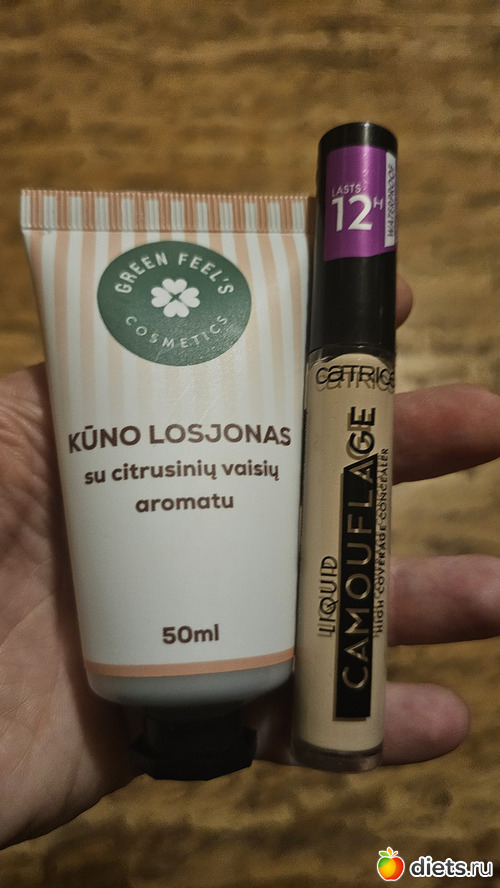 GREEN FEEL'S
COSMETICS
KŪNO LOSJONAS
su citrusinių vaisių
aromatu
50ml
LASTS
12H
WATERPROOF
CATRICE
LIQUID
CAMOUFLAGE
HIGH COVERAGE CONCEALER
diets.ru